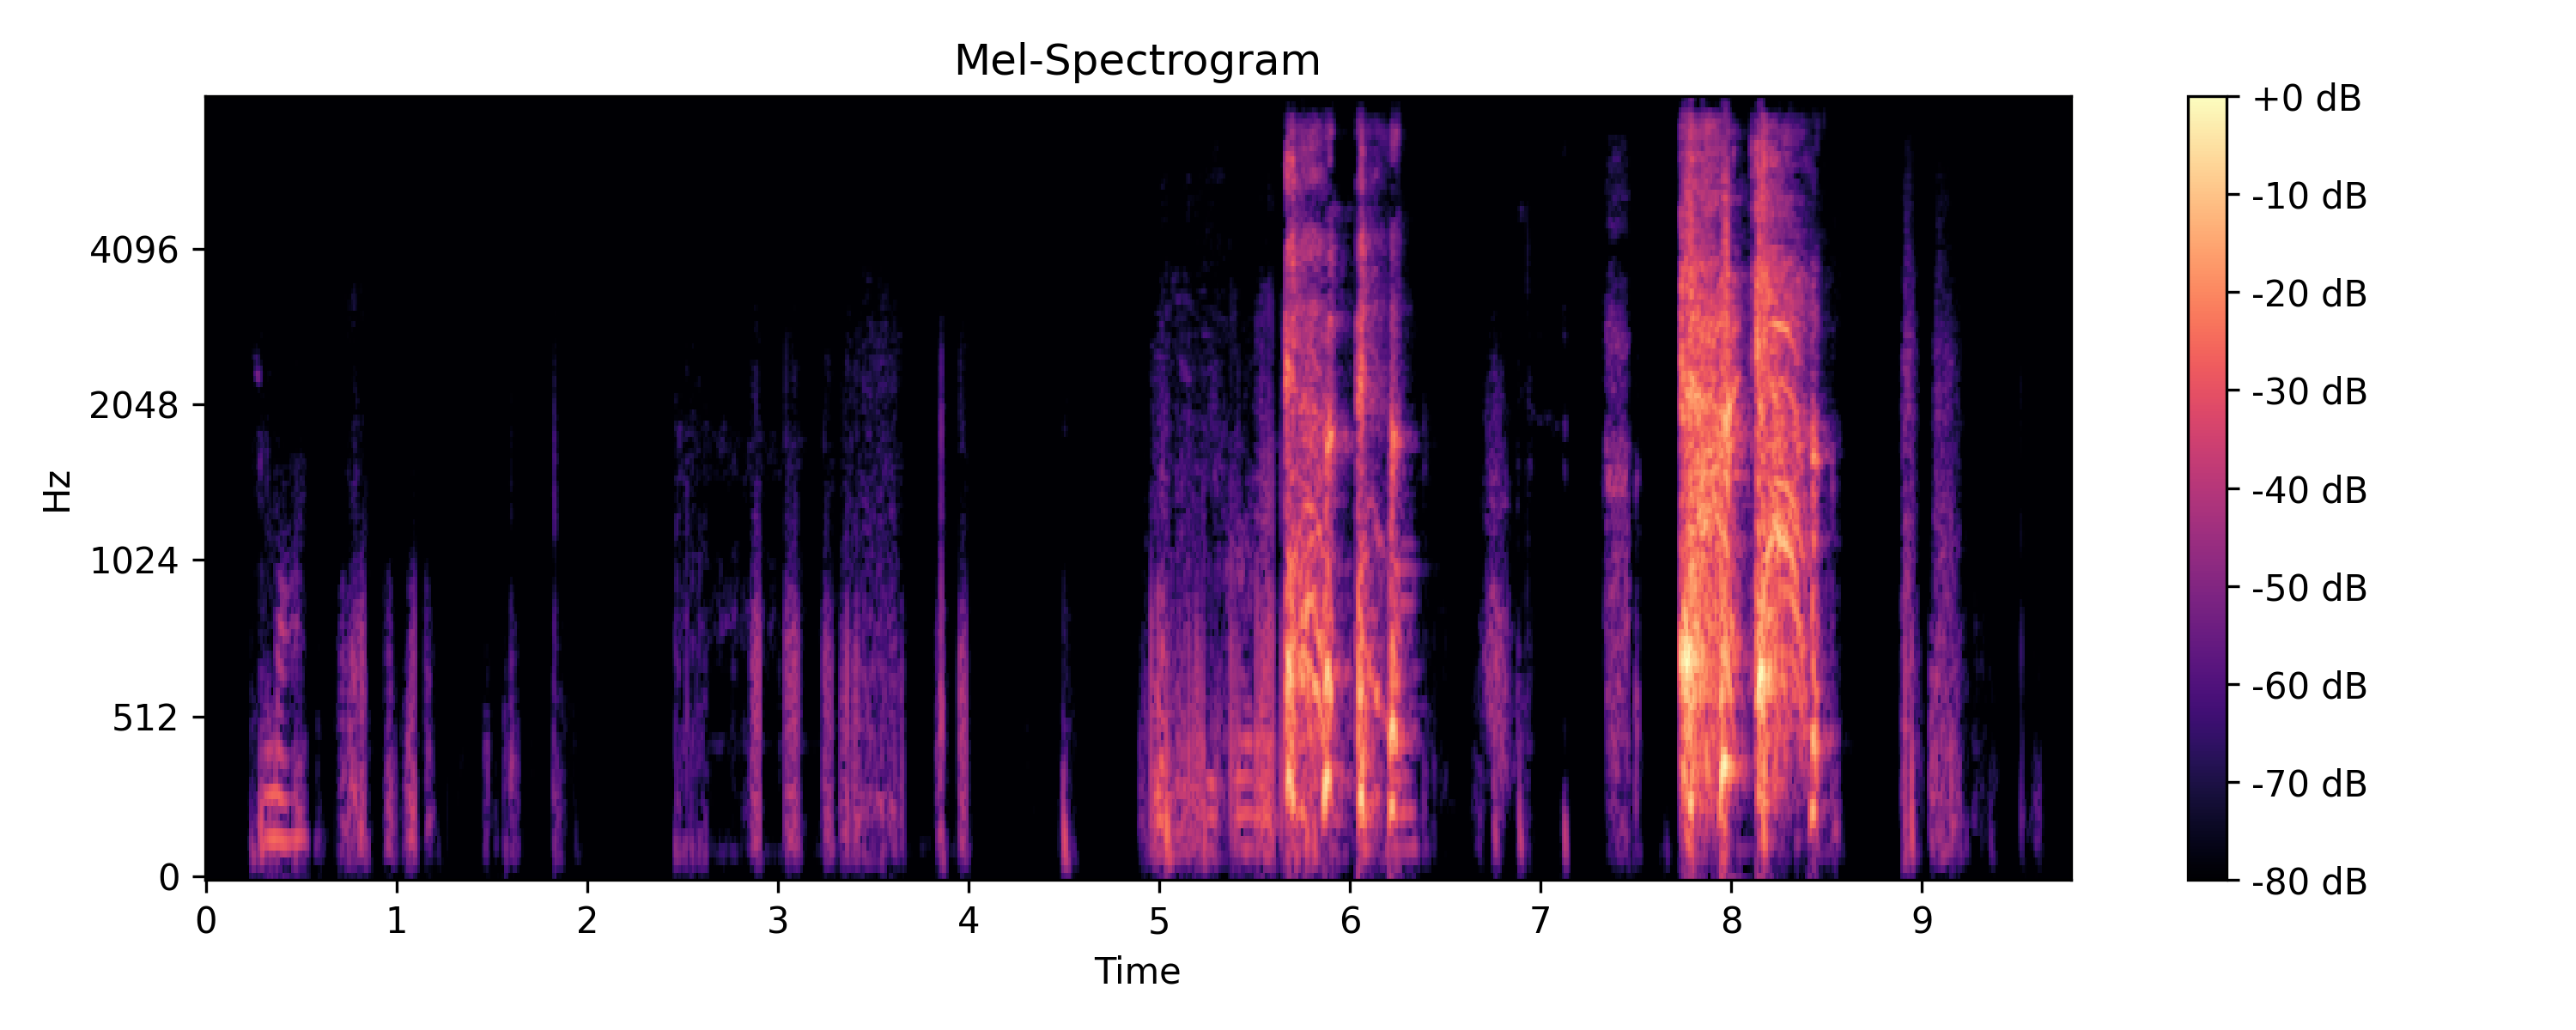 Mel-Spectrogram
Hz
4096
2048
1024
512
0
0 1 2 3 4 5 6 7 8 9
Time
+0 dB
-10 dB
-20 dB
-30 dB
-40 dB
-50 dB
-60 dB
-70 dB
-80 dB